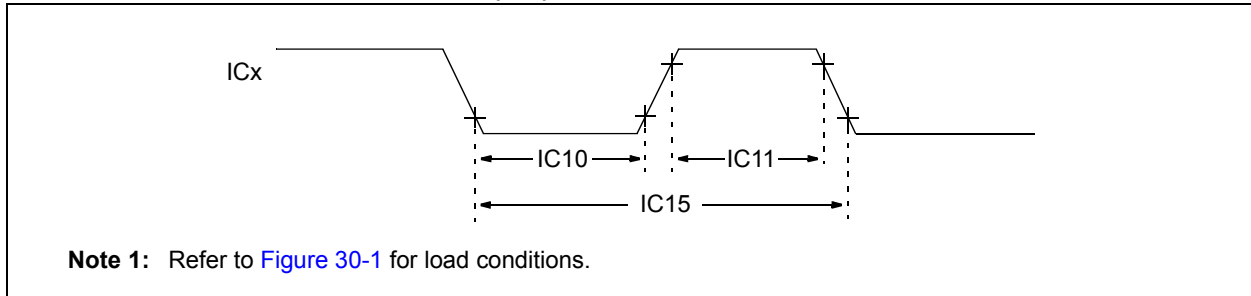 ICx
IC10
IC11
IC15
Note 1: Refer to Figure 30-1 for load conditions.